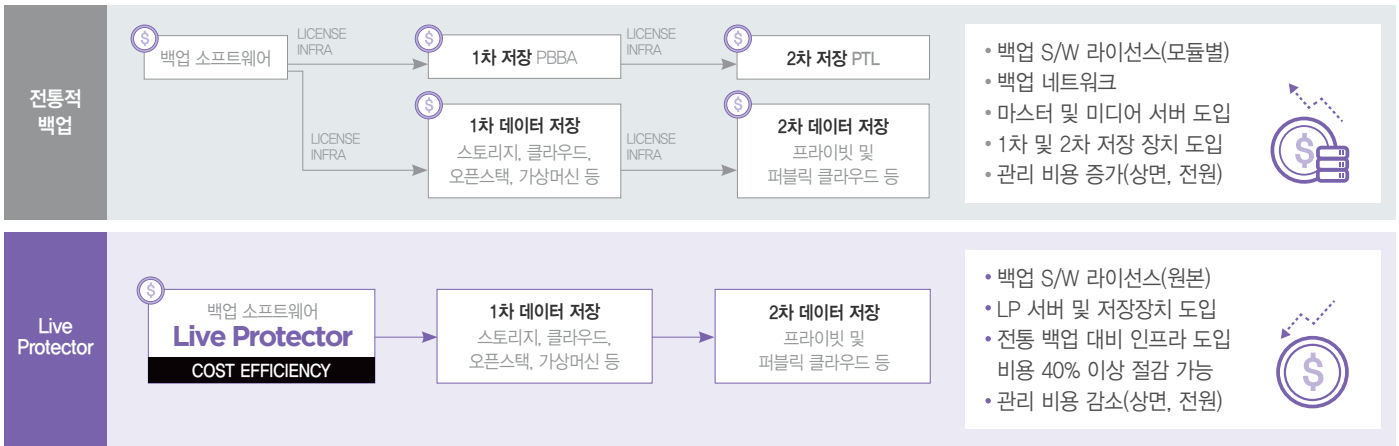 전통적
백업
$
백업 소프트웨어
LICENSE
INFRA
$
1차 저장 PBBA
LICENSE
INFRA
$
2차 저장 PTL
LICENSE
INFRA
$
1차 데이터 저장
스토리지, 클라우드,
오픈스택, 가상머신 등
LICENSE
INFRA
$
2차 데이터 저장
프라이빗 및
퍼블릭 클라우드 등
• 백업 S/W 라이선스(모듈별)
• 백업 네트워크
• 마스터 및 미디어 서버 도입
• 1차 및 2차 저장 장치 도입
• 관리 비용 증가(상면, 전원)
$
Live
Protector
$
백업 소프트웨어
Live Protector
COST EFFICIENCY
1차 데이터 저장
스토리지, 클라우드,
오픈스택, 가상머신 등
2차 데이터 저장
프라이빗 및
퍼블릭 클라우드 등
• 백업 S/W 라이선스(원본)
• LP 서버 및 저장장치 도입
• 전통 백업 대비 인프라 도입
비용 40% 이상 절감 가능
• 관리 비용 감소(상면, 전원)
$